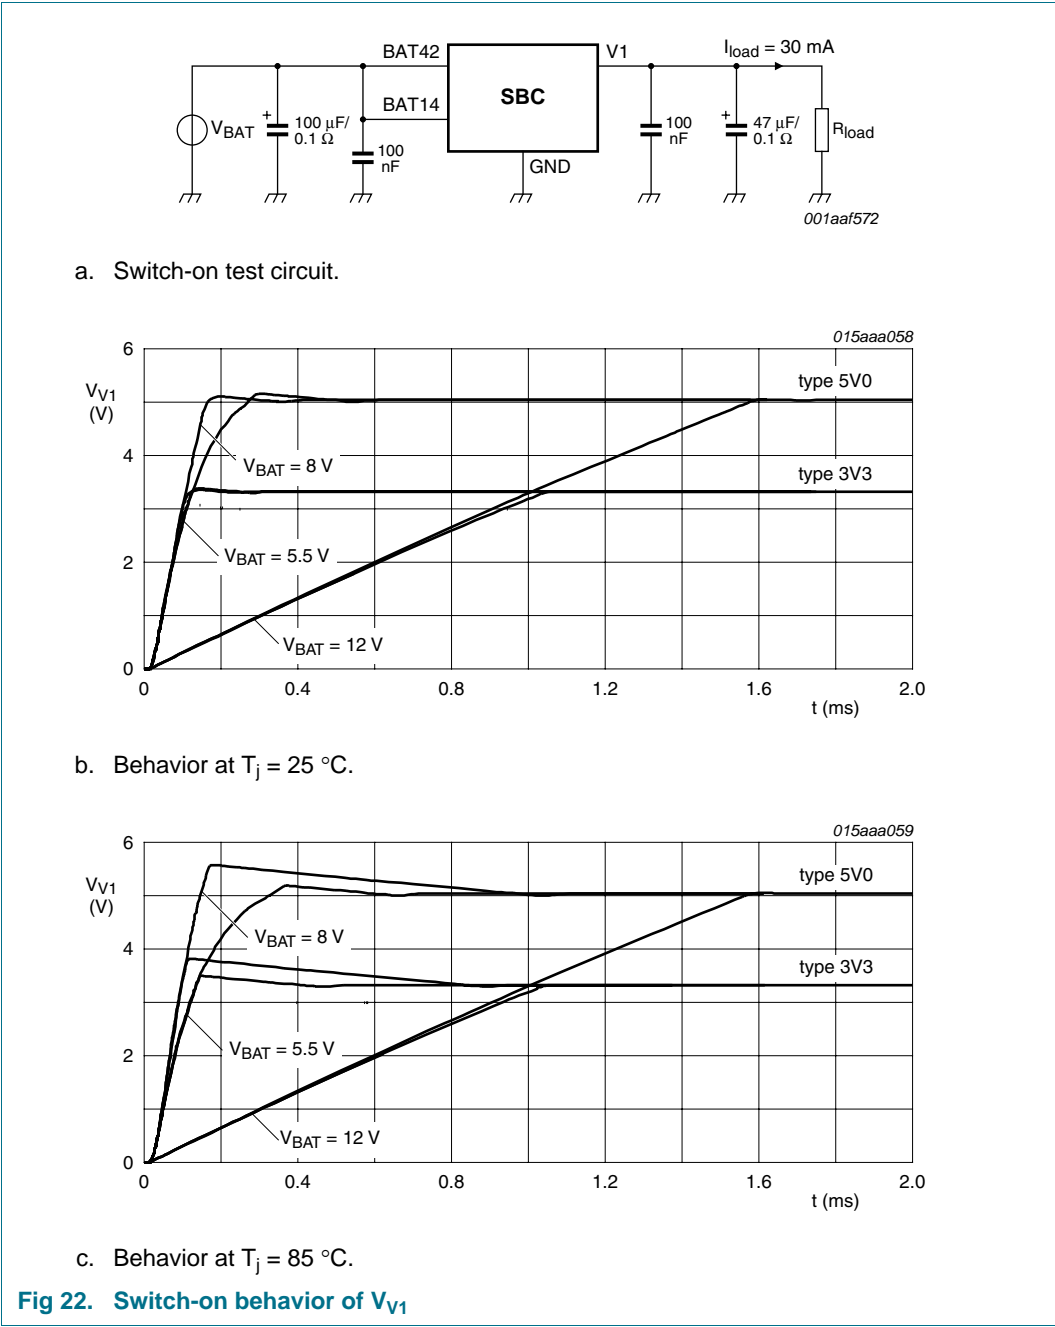 BAT42
V1
Iload = 30 mA
SBC
BAT14
VBAT
+
100 μF/
0.1 Ω
100
nF
GND
100
nF
+
47 μF/
0.1 Ω
Rload
001aaf572
a. Switch-on test circuit.
015aaa058
6
VV1
(V)
type 5V0
4
VBAT = 8 V
type 3V3
2
VBAT = 5.5 V
VBAT = 12 V
0
0 0.4 0.8 1.2 1.6 2.0
t (ms)
b. Behavior at Tj = 25 °C.
015aaa059
6
VV1
(V)
type 5V0
4
VBAT = 8 V
type 3V3
2
VBAT = 5.5 V
VBAT = 12 V
0
0 0.4 0.8 1.2 1.6 2.0
t (ms)
c. Behavior at Tj = 85 °C.
Fig 22. Switch-on behavior of VV1